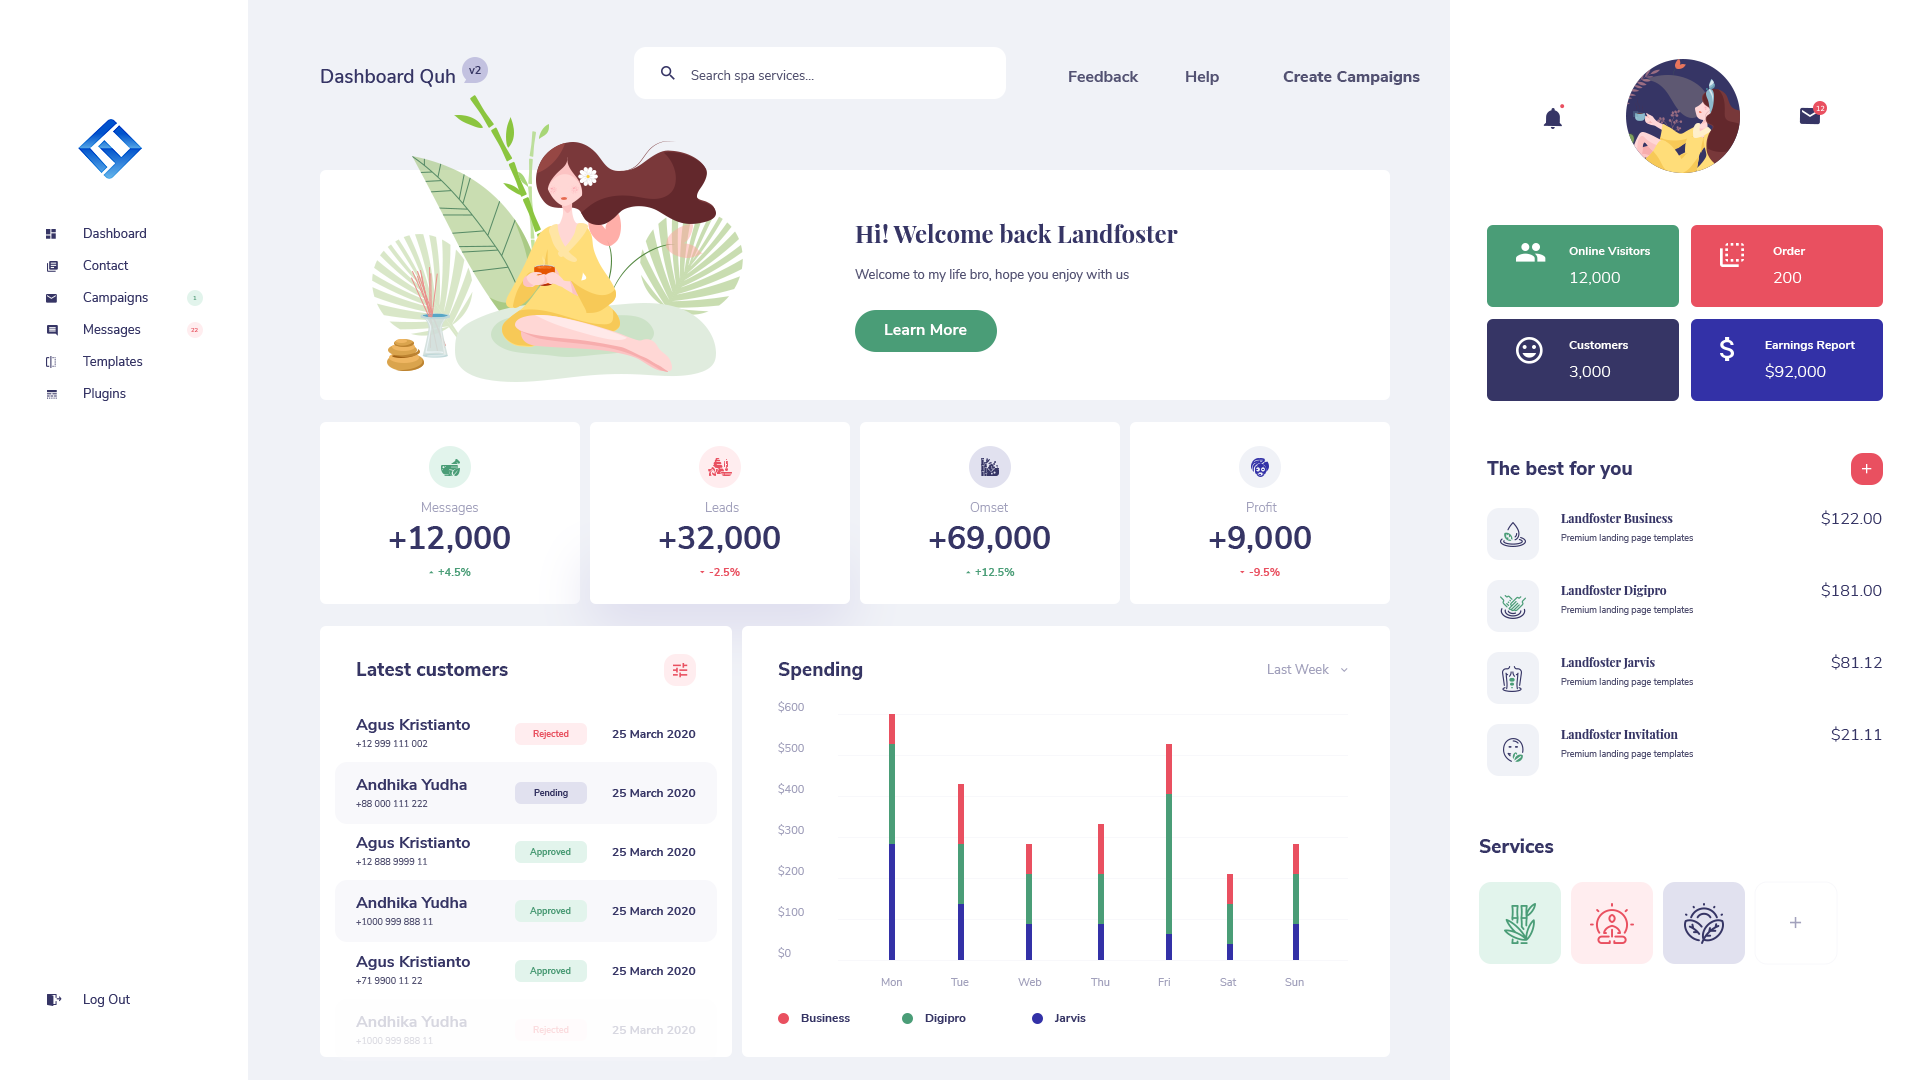 Dashboard
Contact
Campaigns 1
Messages 22
Templates
Plugins
Log Out
Dashboard Quh v2
Search spa services...
Feedback
Help
Create Campaigns
Hi! Welcome back Landfoster
Welcome to my life bro, hope you enjoy with us
Learn More
Messages
+12,000
+4.5%
Leads
+32,000
-2.5%
Omset
+69,000
+12.5%
Profit
+9,000
-9.5%
Latest customers
Agus Kristianto
+12 999 111 002
Rejected
25 March 2020
Andhika Yudha
+88 000 111 222
Pending
25 March 2020
Agus Kristianto
+12 888 9999 11
Approved
25 March 2020
Andhika Yudha
+1000 999 888 11
Approved
25 March 2020
Agus Kristianto
+71 9900 11 22
Approved
25 March 2020
Andhika Yudha
+1000 999 888 11
Rejected
25 March 2020
Spending
Last Week
$600
$500
$400
$300
$200
$100
$0
Mon Tue Web Thu Fri Sat Sun
Business
Digipro
Jarvis
12
Online Visitors
12,000
Order
200
Customers
3,000
Earnings Report
$92,000
The best for you
+
Landfoster Business
Premium landing page templates
$122.00
Landfoster Digipro
Premium landing page templates
$181.00
Landfoster Jarvis
Premium landing page templates
$81.12
Landfoster Invitation
Premium landing page templates
$21.11
Services
+